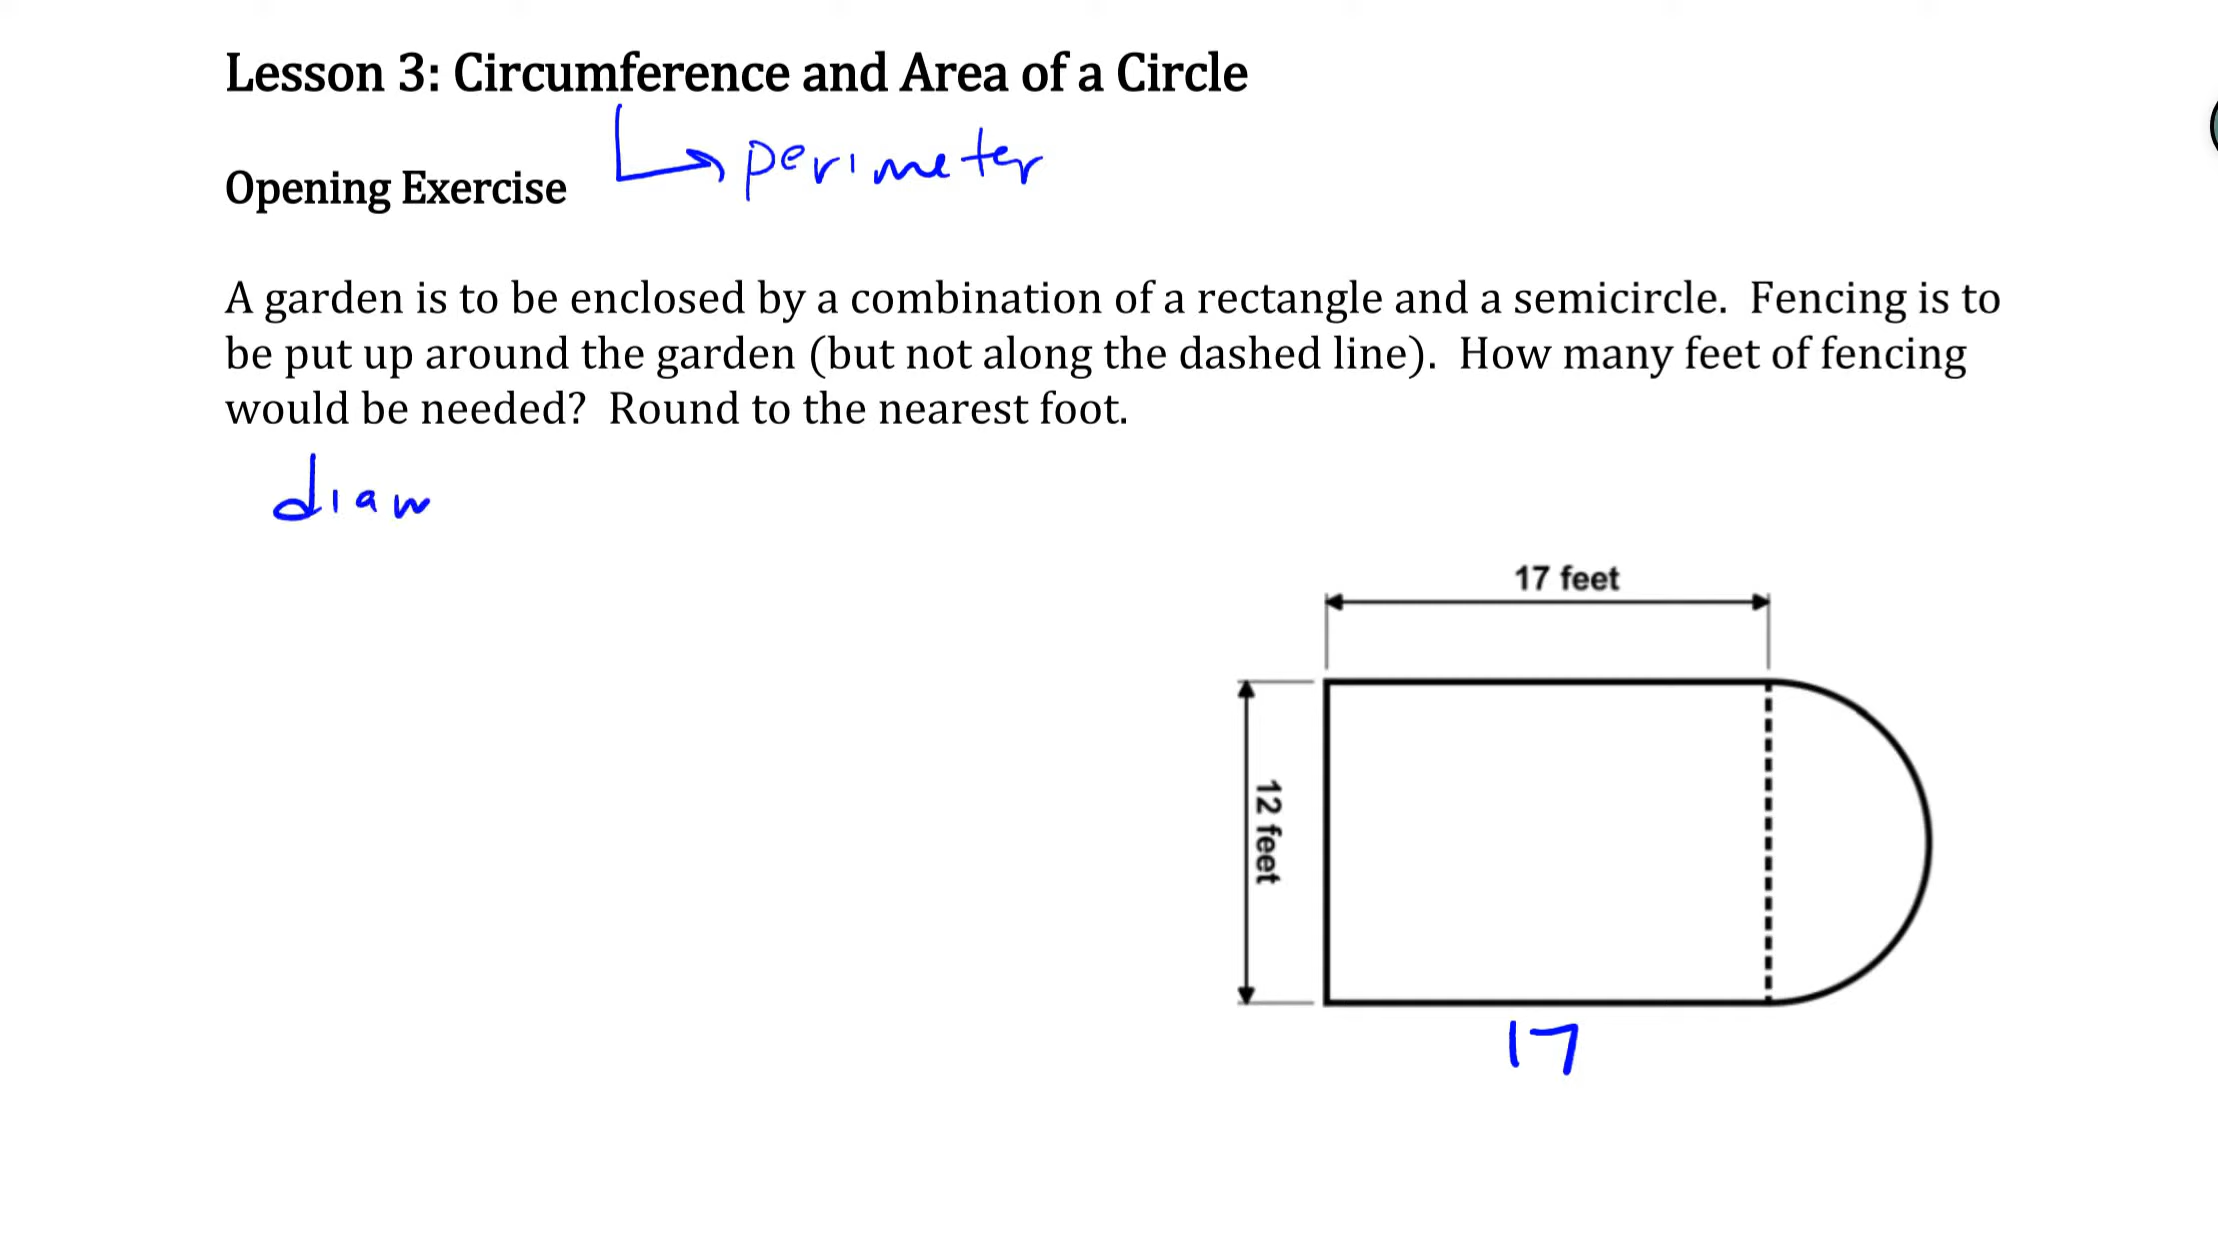 Lesson 3: Circumference and Area of a Circle
perimeter
Opening Exercise
A garden is to be enclosed by a combination of a rectangle and a semicircle. Fencing is to
be put up around the garden (but not along the dashed line). How many feet of fencing
would be needed? Round to the nearest foot.
diam
17 feet
12 feet
17